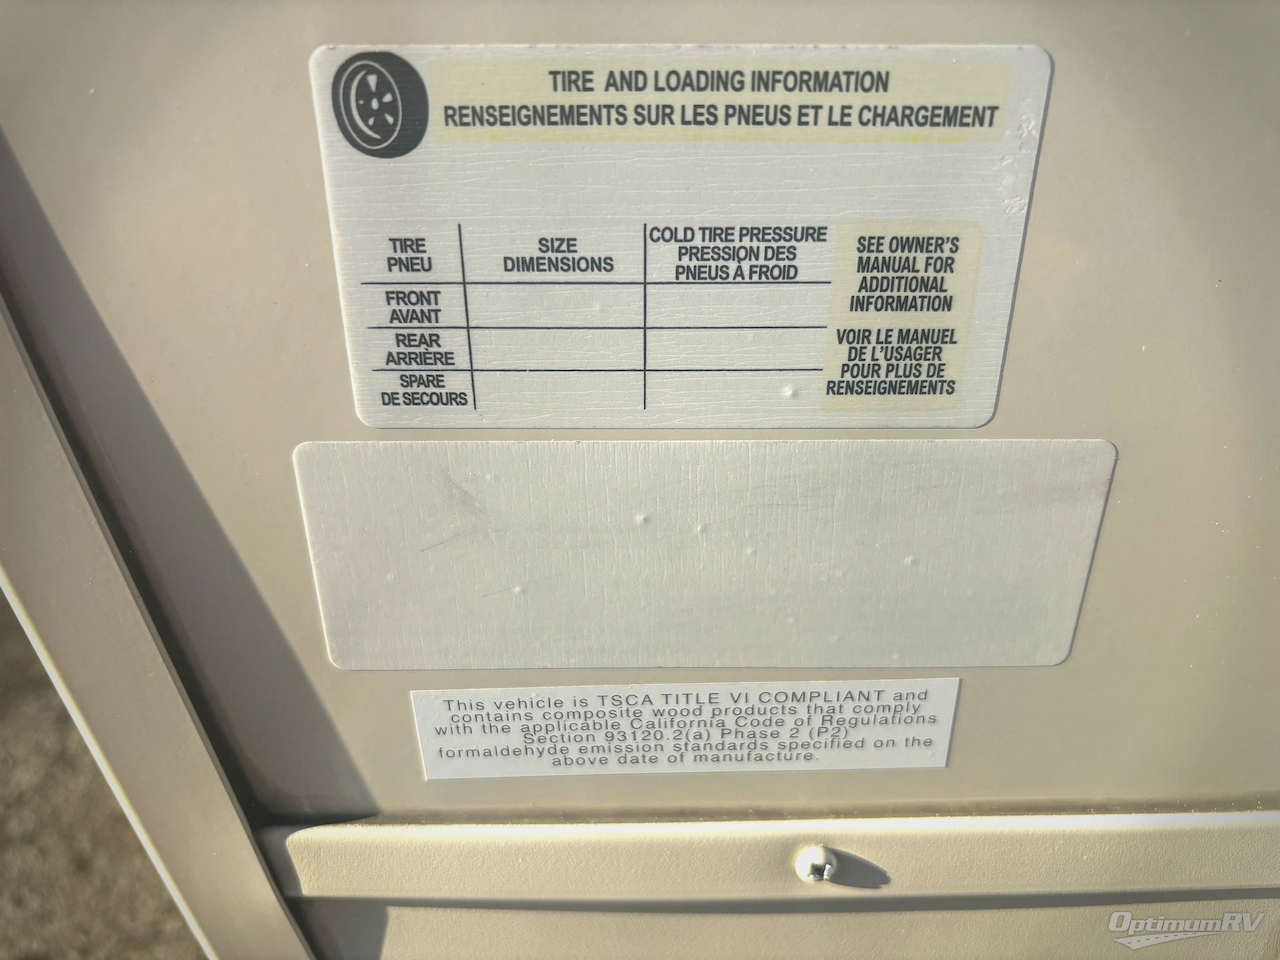 TIRE AND LOADING INFORMATION
RENSEIGNEMENTS SUR LES PNEUS ET LE CHARGEMENT
TIRE
PNEU
SIZE
DIMENSIONS
COLD TIRE PRESSURE
PRESSION DES
PNEUS À FROID
FRONT
AVANT
REAR
ARRIÈRE
SPARE
DE SECOURS
SEE OWNER'S
MANUAL FOR
ADDITIONAL
INFORMATION
VOIR LE MANUEL
DE L'USAGER
POUR PLUS DE
RENSEIGNEMENTS
This vehicle is TSCA TITLE VI COMPLIANT and
contains composite wood products that comply
with the applicable California Code of Regulations
Section 93120.2(a) Phase 2 (P2)
formaldehyde emission standards specified on the
above date of manufacture.
OptimumRV